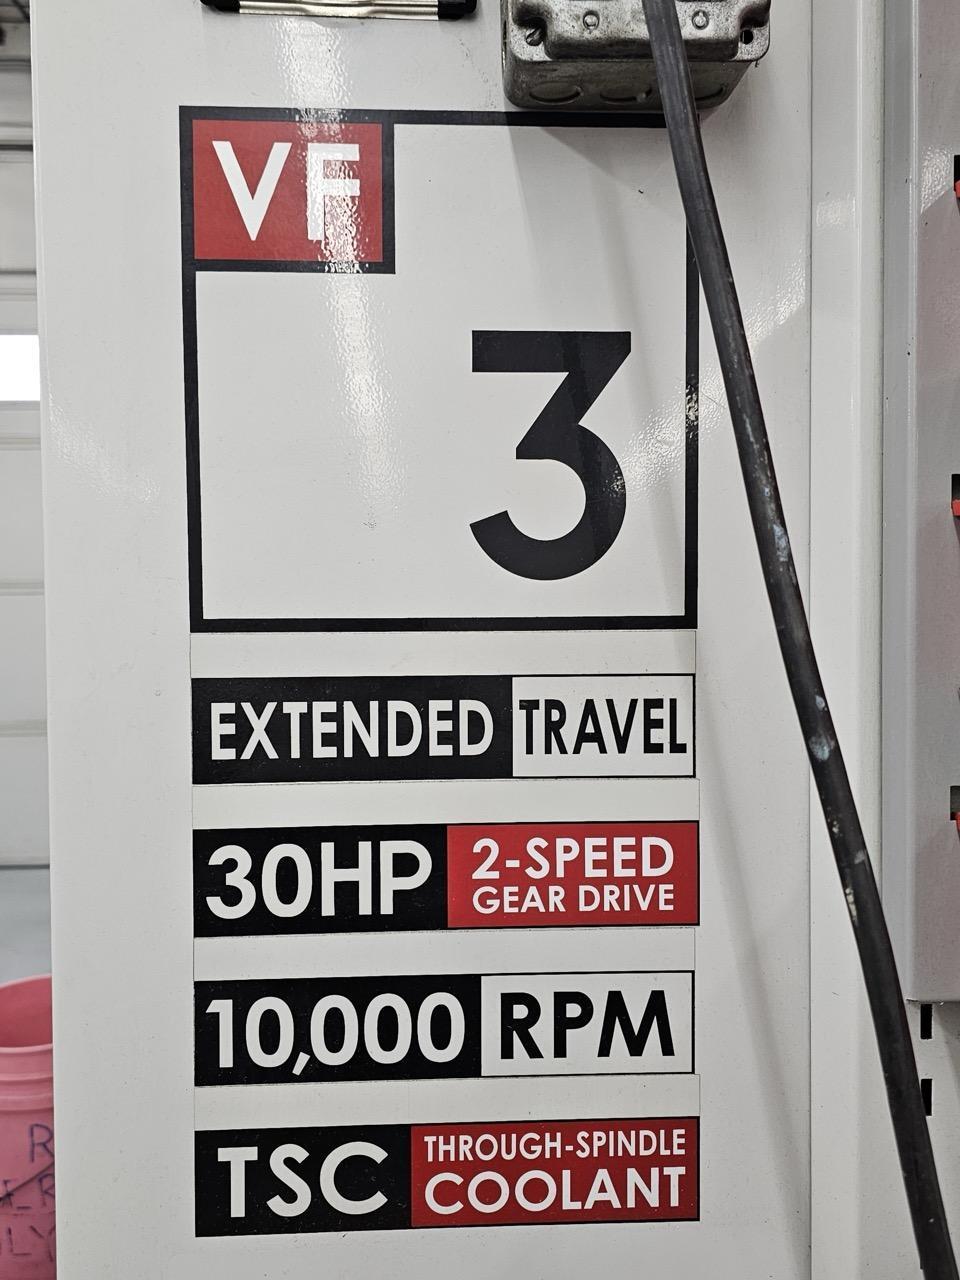 VF
3
EXTENDED TRAVEL
30HP 2-SPEED
GEAR DRIVE
10,000 RPM
TSC THROUGH-SPINDLE
COOLANT